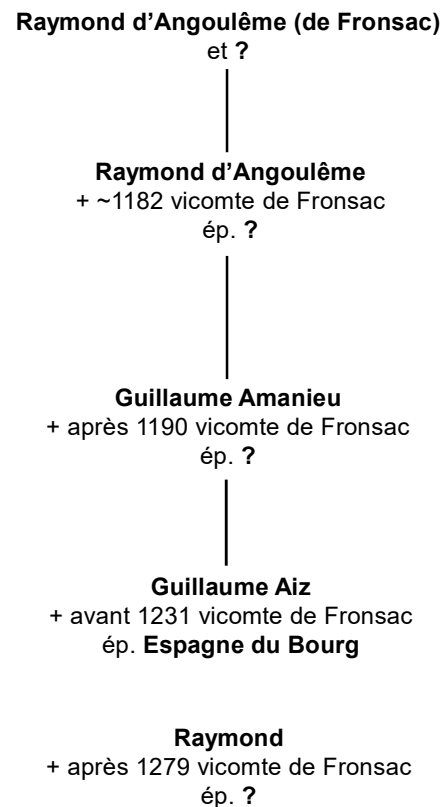 Raymond d’Angoulême (de Fronsac)
et ?
Raymond d’Angoulême
+ ~1182 vicomte de Fronsac
ép. ?
Guillaume Amanieu
+ après 1190 vicomte de Fronsac
ép. ?
Guillaume Aiz
+ avant 1231 vicomte de Fronsac
ép. Espagne du Bourg
Raymond
+ après 1279 vicomte de Fronsac
ép. ?